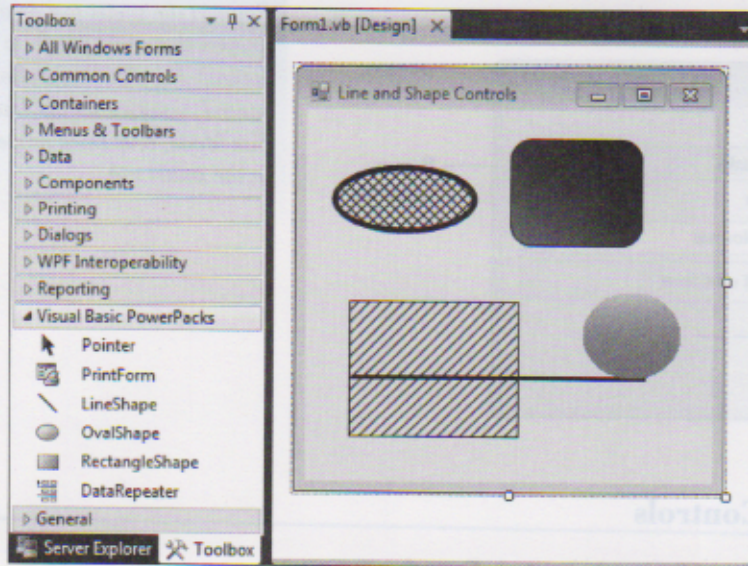 Toolbox
All Windows Forms
Common Controls
Containers
Menus & Toolbars
Data
Components
Printing
Dialogs
WPF Interoperability
Reporting
Visual Basic PowerPacks
Pointer
PrintForm
LineShape
OvalShape
RectangleShape
DataRepeater
General
Server Explorer
Toolbox
Form1.vb [Design]
Line and Shape Controls